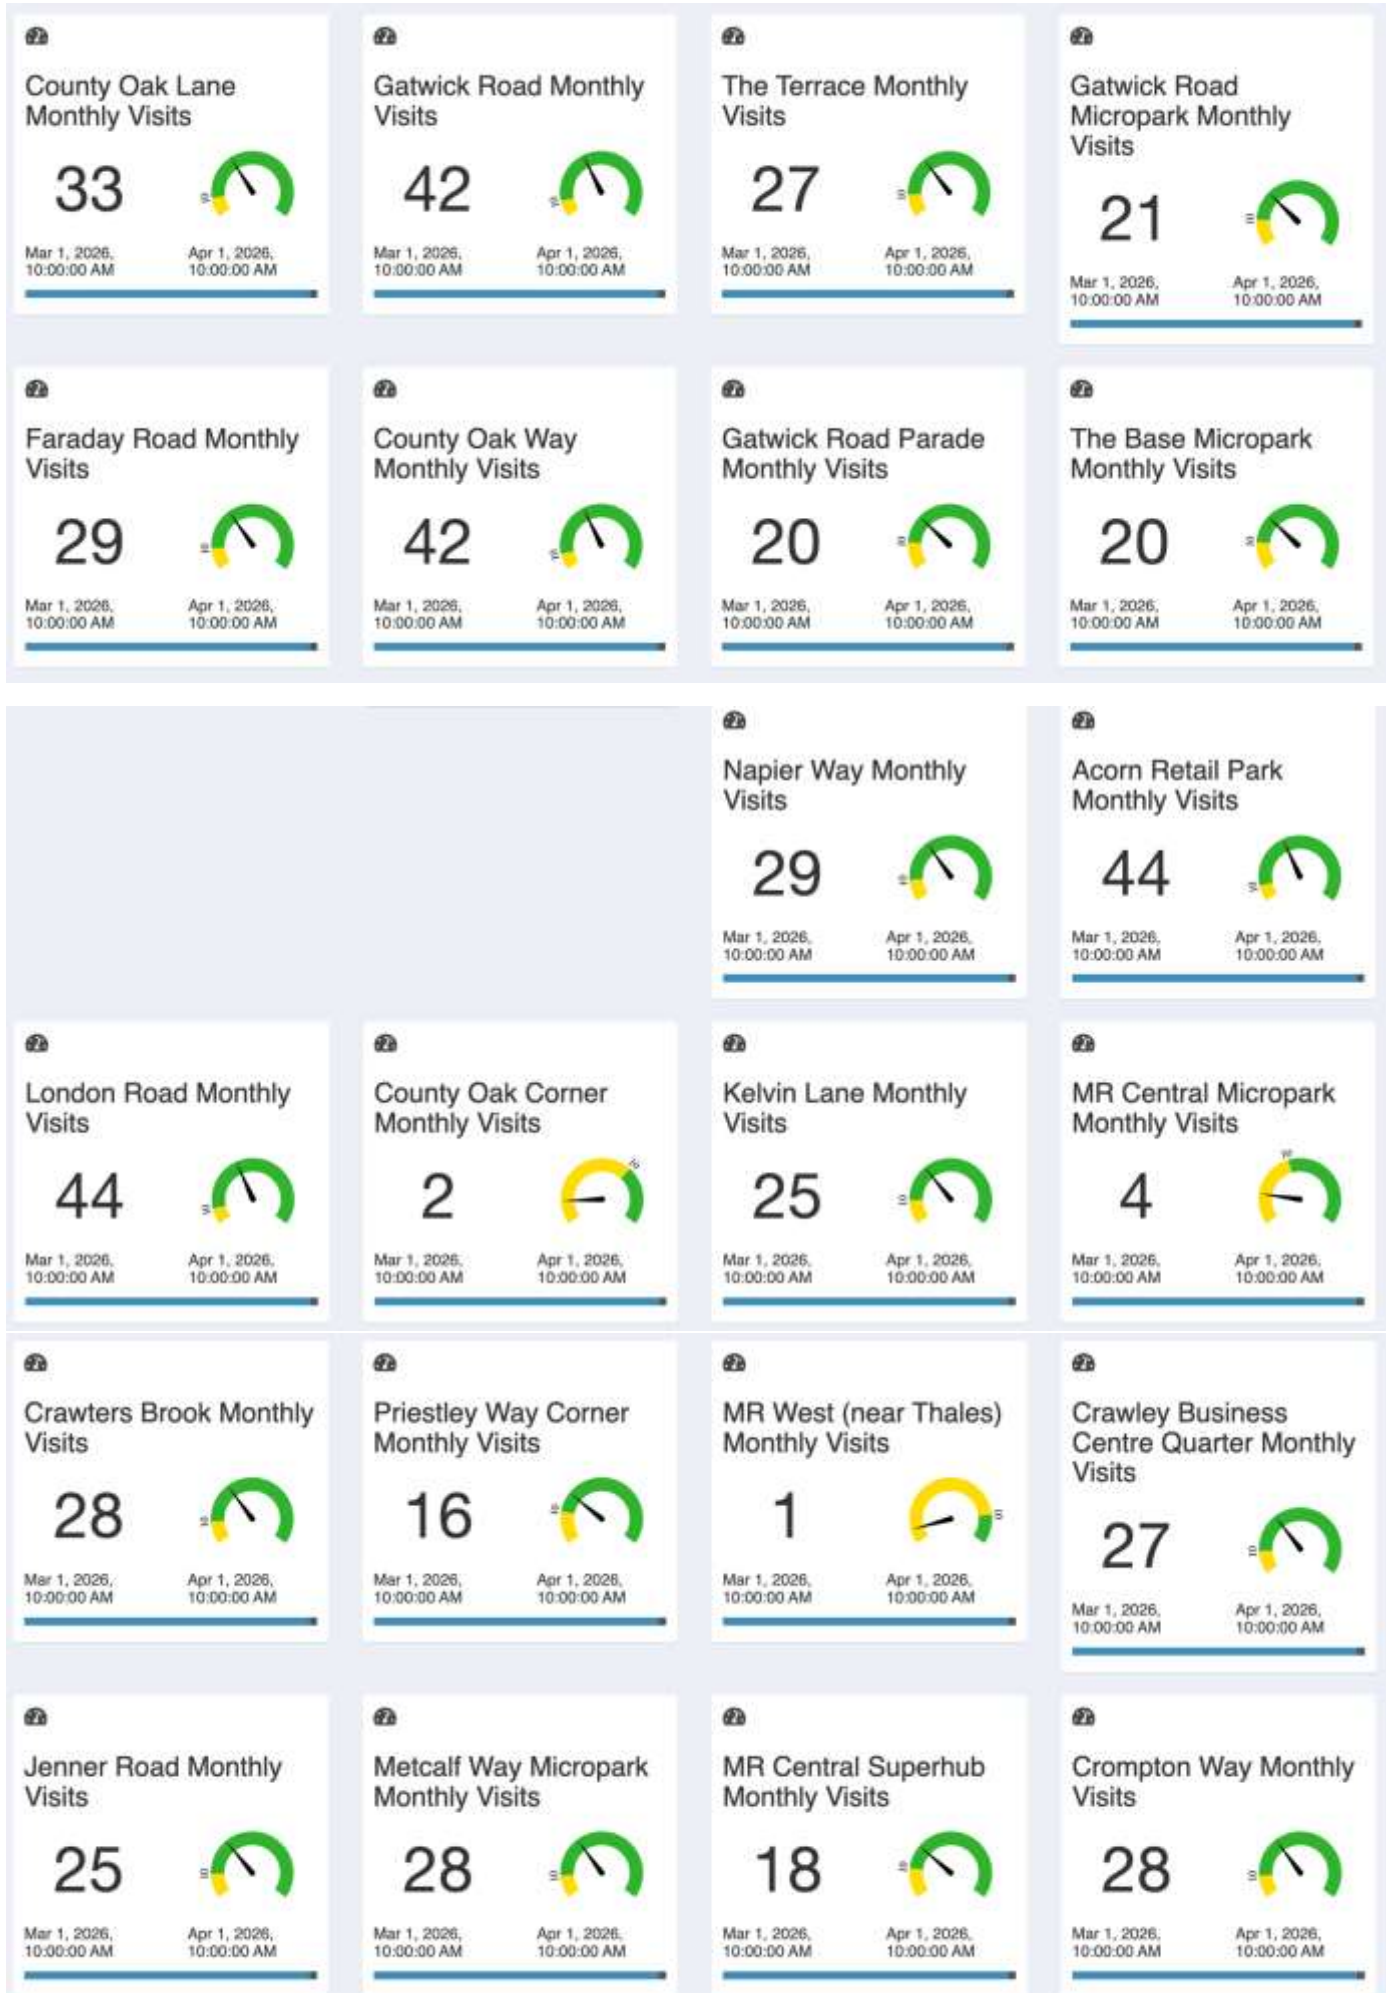 County Oak Lane
Monthly Visits
33
Mar 1, 2026,
10:00:00 AM
Apr 1, 2026,
10:00:00 AM
Gatwick Road Monthly
Visits
42
Mar 1, 2026,
10:00:00 AM
Apr 1, 2026,
10:00:00 AM
The Terrace Monthly
Visits
27
Mar 1, 2026,
10:00:00 AM
Apr 1, 2026,
10:00:00 AM
Gatwick Road
Micropark Monthly
Visits
21
Mar 1, 2026,
10:00:00 AM
Apr 1, 2026,
10:00:00 AM
Faraday Road Monthly
Visits
29
Mar 1, 2026,
10:00:00 AM
Apr 1, 2026,
10:00:00 AM
County Oak Way
Monthly Visits
42
Mar 1, 2026,
10:00:00 AM
Apr 1, 2026,
10:00:00 AM
Gatwick Road Parade
Monthly Visits
20
Mar 1, 2026,
10:00:00 AM
Apr 1, 2026,
10:00:00 AM
The Base Micropark
Monthly Visits
20
Mar 1, 2026,
10:00:00 AM
Apr 1, 2026,
10:00:00 AM
Napier Way Monthly
Visits
29
Mar 1, 2026,
10:00:00 AM
Apr 1, 2026,
10:00:00 AM
Acorn Retail Park
Monthly Visits
44
Mar 1, 2026,
10:00:00 AM
Apr 1, 2026,
10:00:00 AM
London Road Monthly
Visits
44
Mar 1, 2026,
10:00:00 AM
Apr 1, 2026,
10:00:00 AM
County Oak Corner
Monthly Visits
2
Mar 1, 2026,
10:00:00 AM
Apr 1, 2026,
10:00:00 AM
Kelvin Lane Monthly
Visits
25
Mar 1, 2026,
10:00:00 AM
Apr 1, 2026,
10:00:00 AM
MR Central Micropark
Monthly Visits
4
Mar 1, 2026,
10:00:00 AM
Apr 1, 2026,
10:00:00 AM
Crawters Brook Monthly
Visits
28
Mar 1, 2026,
10:00:00 AM
Apr 1, 2026,
10:00:00 AM
Priestley Way Corner
Monthly Visits
16
Mar 1, 2026,
10:00:00 AM
Apr 1, 2026,
10:00:00 AM
MR West (near Thales)
Monthly Visits
1
Mar 1, 2026,
10:00:00 AM
Apr 1, 2026,
10:00:00 AM
Crawley Business
Centre Quarter Monthly
Visits
27
Mar 1, 2026,
10:00:00 AM
Apr 1, 2026,
10:00:00 AM
Jenner Road Monthly
Visits
25
Mar 1, 2026,
10:00:00 AM
Apr 1, 2026,
10:00:00 AM
Metcalf Way Micropark
Monthly Visits
28
Mar 1, 2026,
10:00:00 AM
Apr 1, 2026,
10:00:00 AM
MR Central Superhub
Monthly Visits
18
Mar 1, 2026,
10:00:00 AM
Apr 1, 2026,
10:00:00 AM
Crompton Way Monthly
Visits
28
Mar 1, 2026,
10:00:00 AM
Apr 1, 2026,
10:00:00 AM